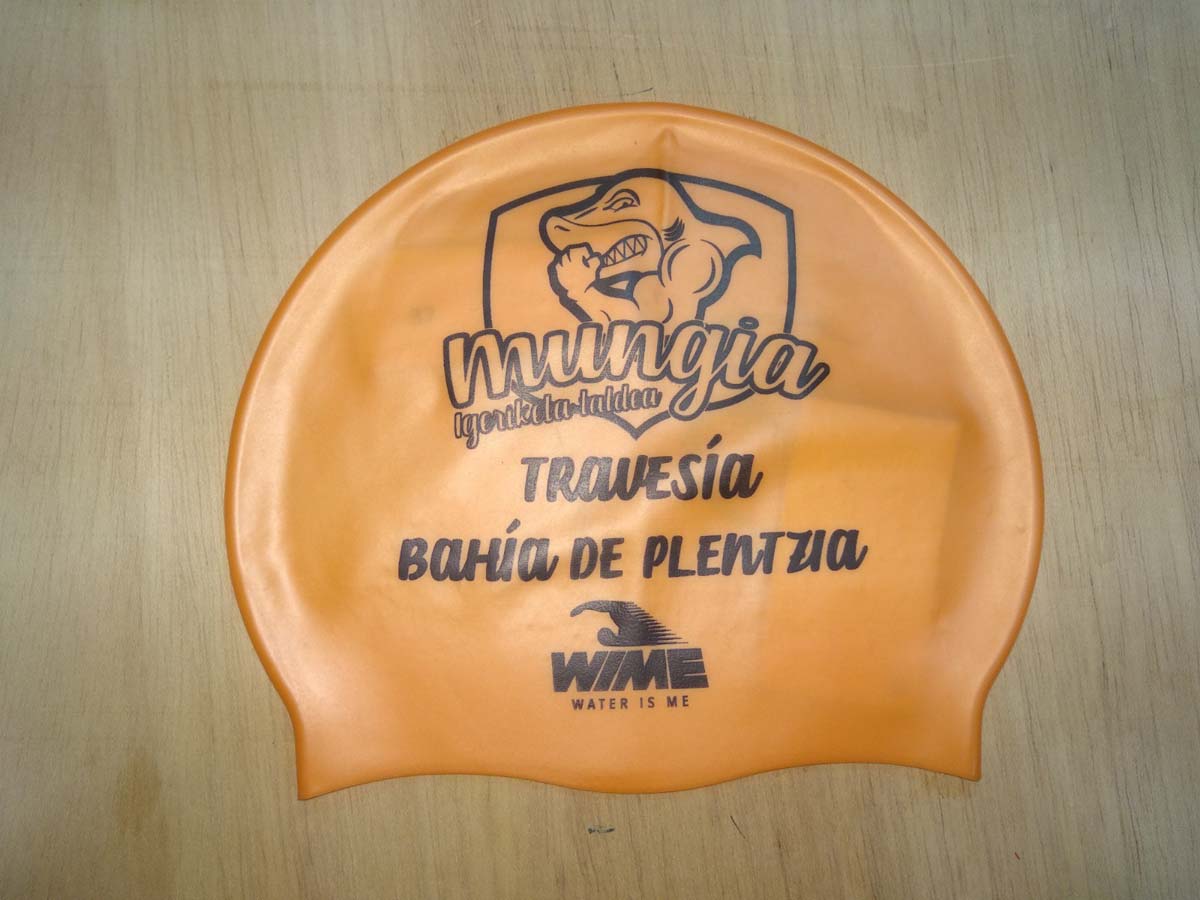 mungia
Igeriketa taldea
TRAVESÍA
BAHÍA DE PLENTZIA
WIME
WATER IS ME